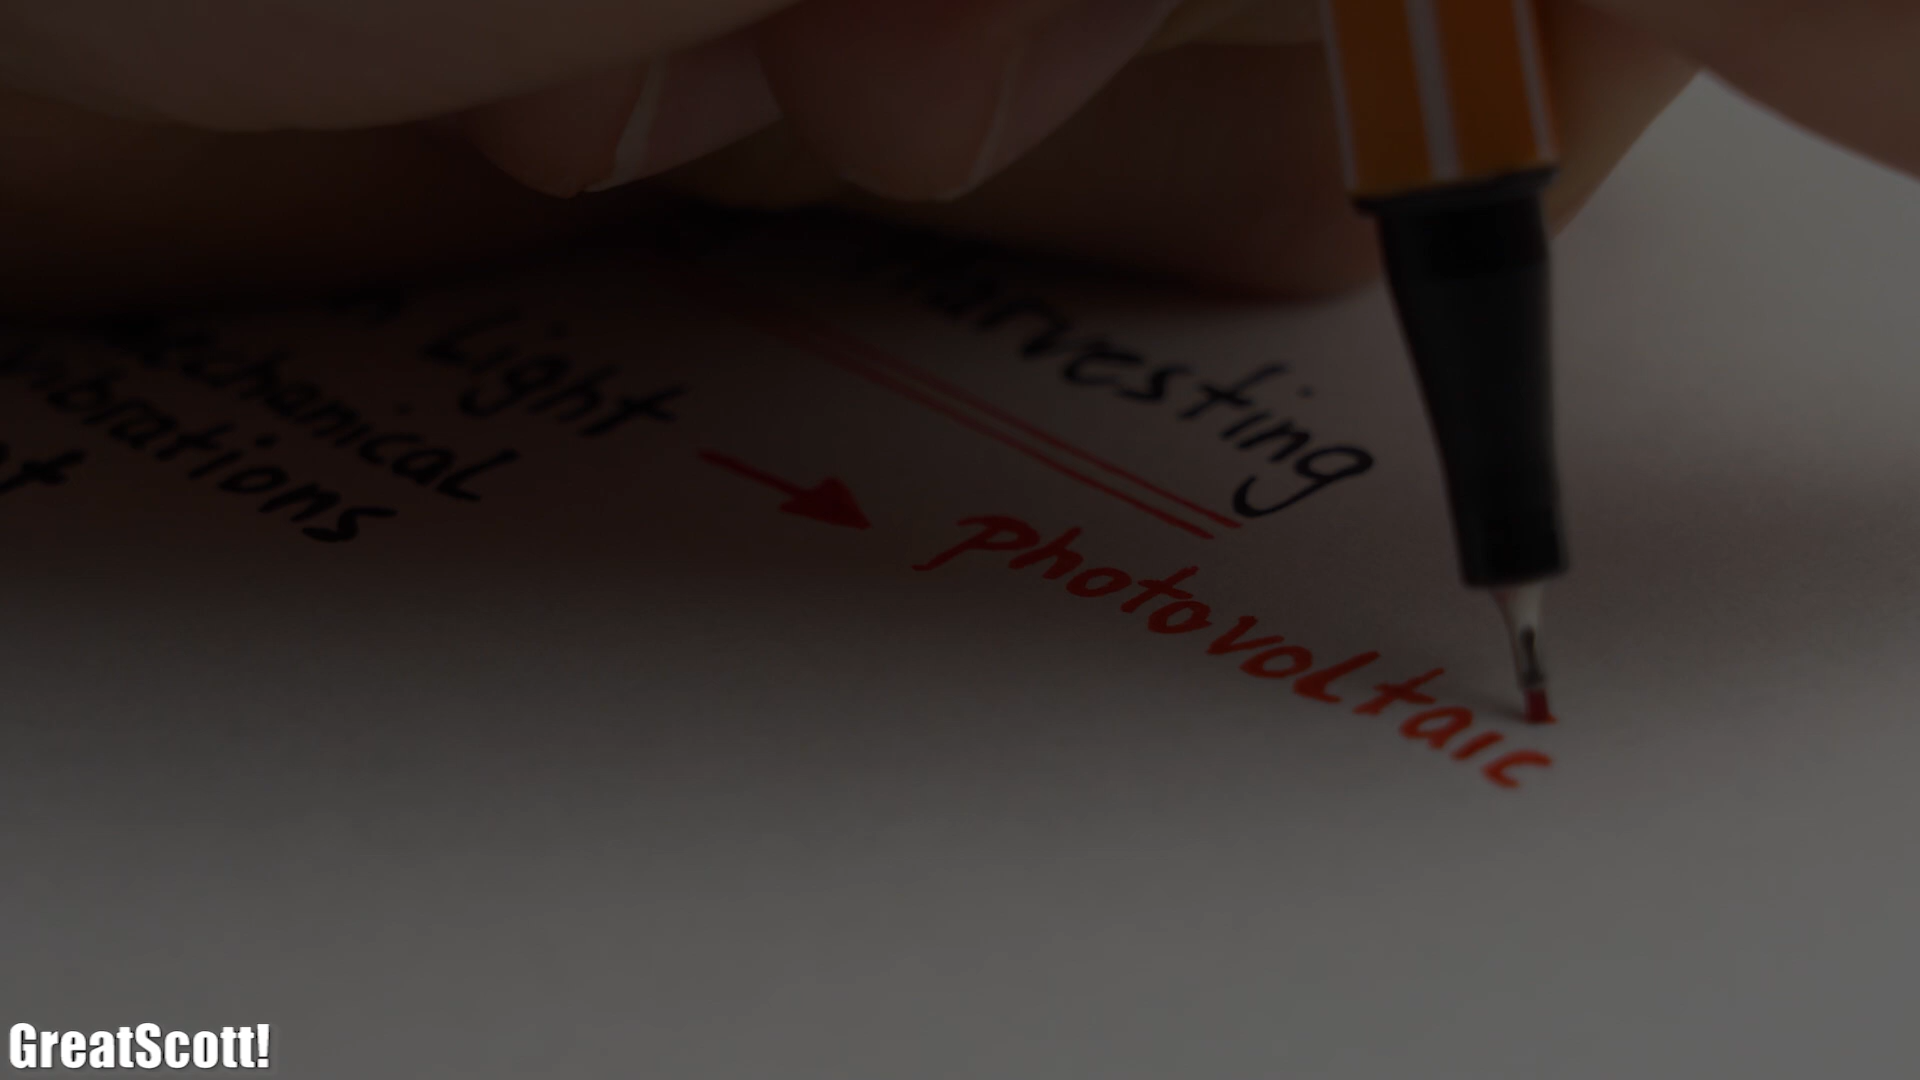 Harvesting
Light → photovoltaic
Mechanical
Vibrations
GreatScott!